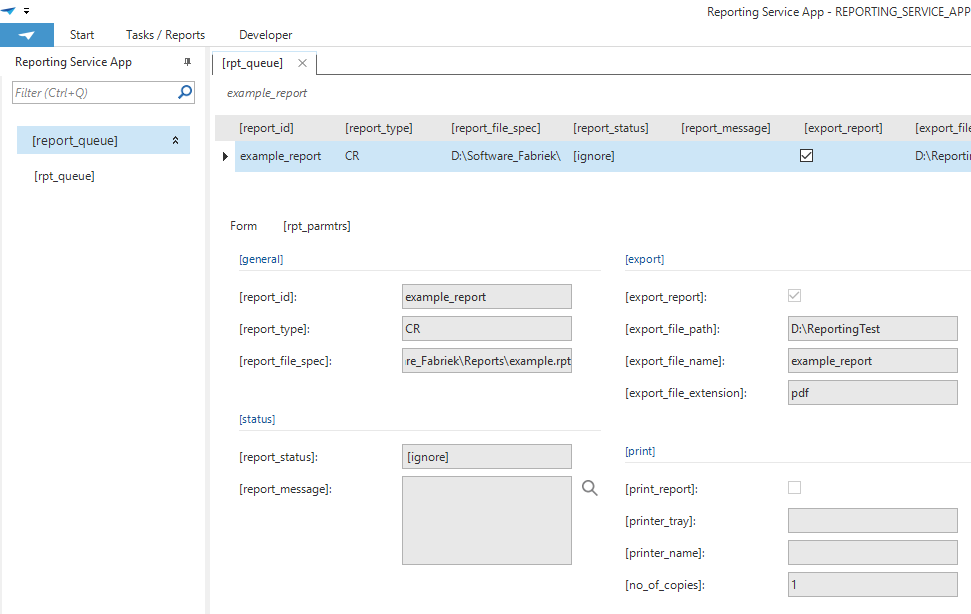 Reporting Service App - REPORTING_SERVICE_APP
Start Tasks / Reports Developer
Reporting Service App
Filter (Ctrl+Q)
[report_queue]
[rpt_queue]
[rpt_queue]
example_report
[report_id] [report_type] [report_file_spec] [report_status] [report_message] [export_report] [export_file
example_report CR D:\Software_Fabriek\ [ignore] D:\Reportin
Form [rpt_parmtrs]
[general]
[report_id]: example_report
[report_type]: CR
[report_file_spec]: re_Fabriek\Reports\example.rpt
[status]
[report_status]: [ignore]
[report_message]:
[export]
[export_report]:
[export_file_path]: D:\ReportingTest
[export_file_name]: example_report
[export_file_extension]: pdf
[print]
[print_report]:
[printer_tray]:
[printer_name]:
[no_of_copies]: 1